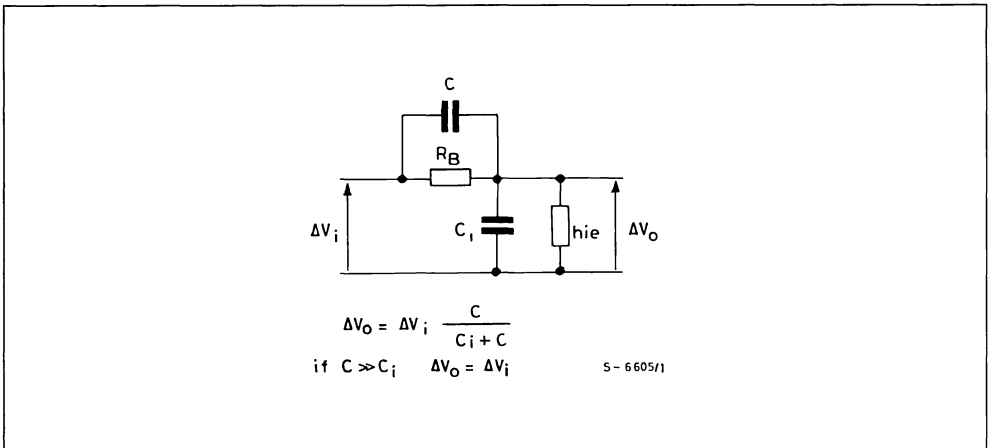 C
R_B
ΔV_i
C_I
hie
ΔV_o
ΔV_o = ΔV_i C / (C_i + C)
if C ≫ C_i ΔV_o = ΔV_i
S-6605/1